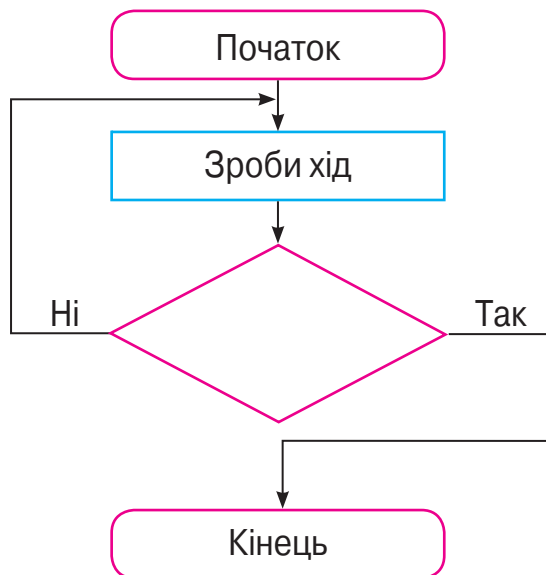 Початок
Зроби хід
Ні
Так
Кінець